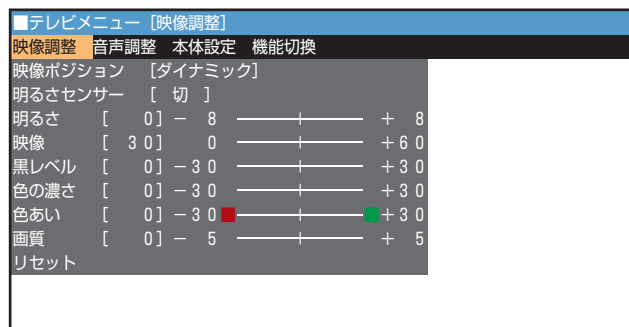 ■テレビメニュー [映像調整]
映像調整 音声調整 本体設定 機能切換
映像ポジション [ダイナミック]
明るさセンサー [ 切 ]
明るさ [ 0] − 8 + 8
映像 [ 30] 0 +60
黒レベル [ 0] −30 +30
色の濃さ [ 0] −30 +30
色あい [ 0] −30 +30
画質 [ 0] − 5 + 5
リセット